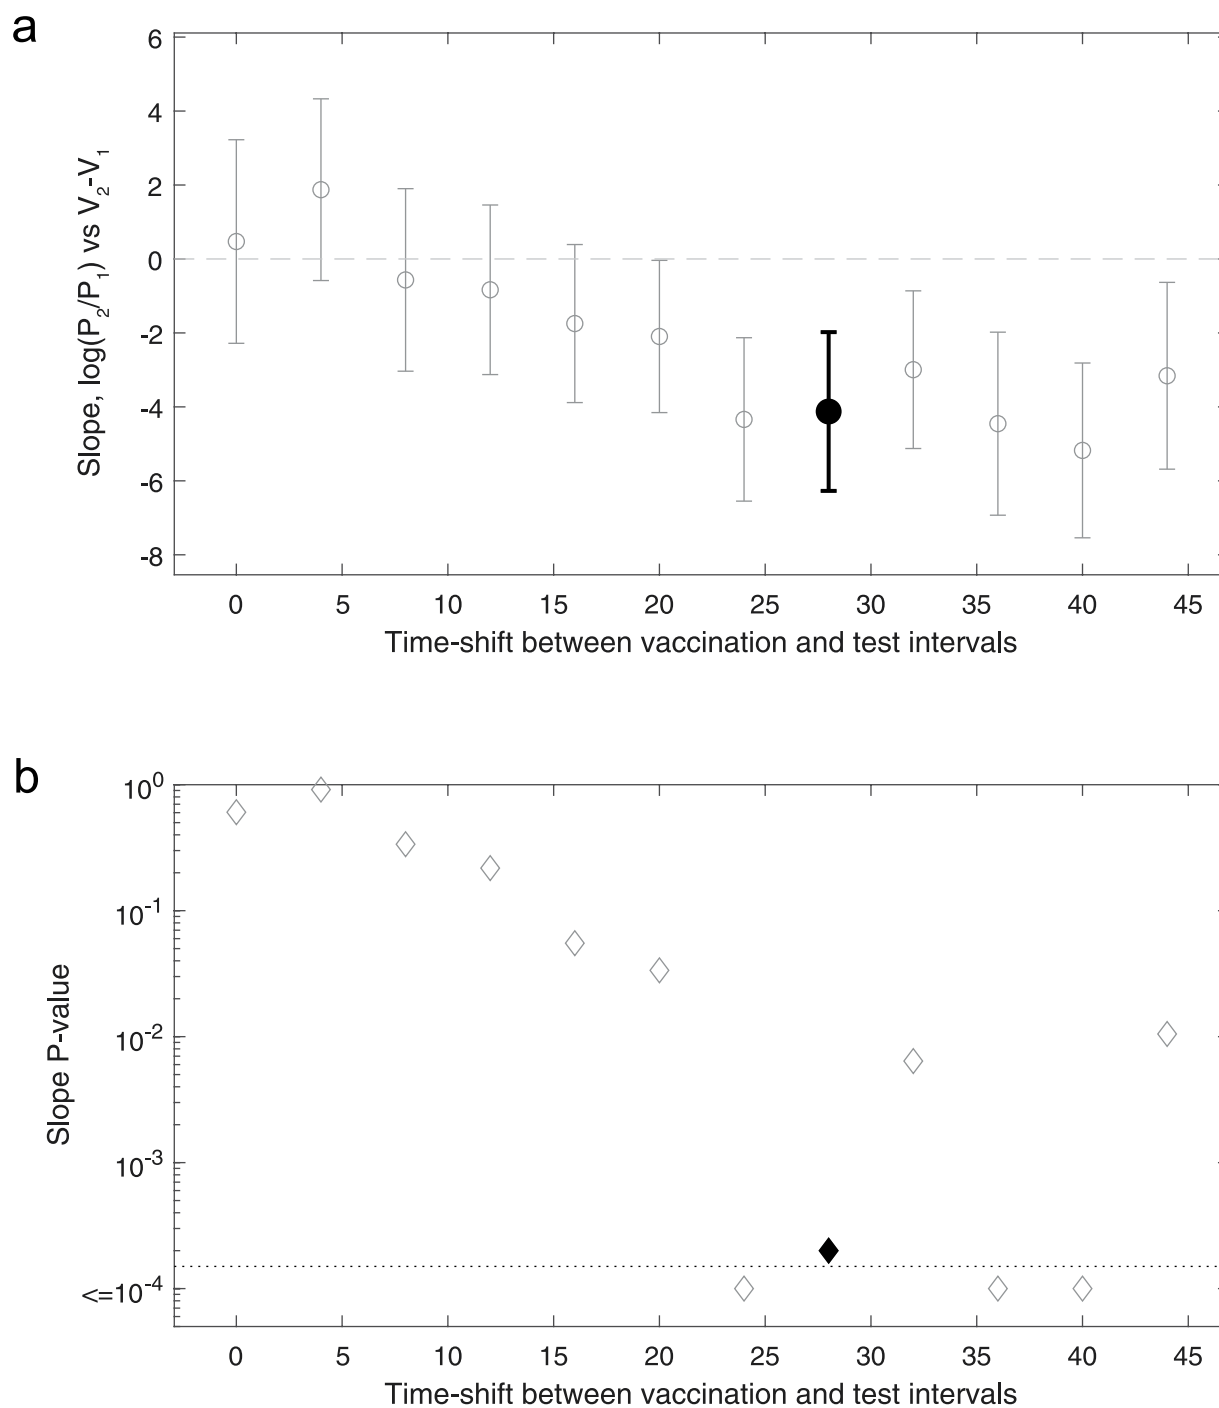 a
Slope, log(P₂/P₁) vs V₂-V₁
6
4
2
0
-2
-4
-6
-8
0 5 10 15 20 25 30 35 40 45
Time-shift between vaccination and test intervals
b
Slope P-value
10⁰
10⁻¹
10⁻²
10⁻³
<=10⁻⁴
0 5 10 15 20 25 30 35 40 45
Time-shift between vaccination and test intervals